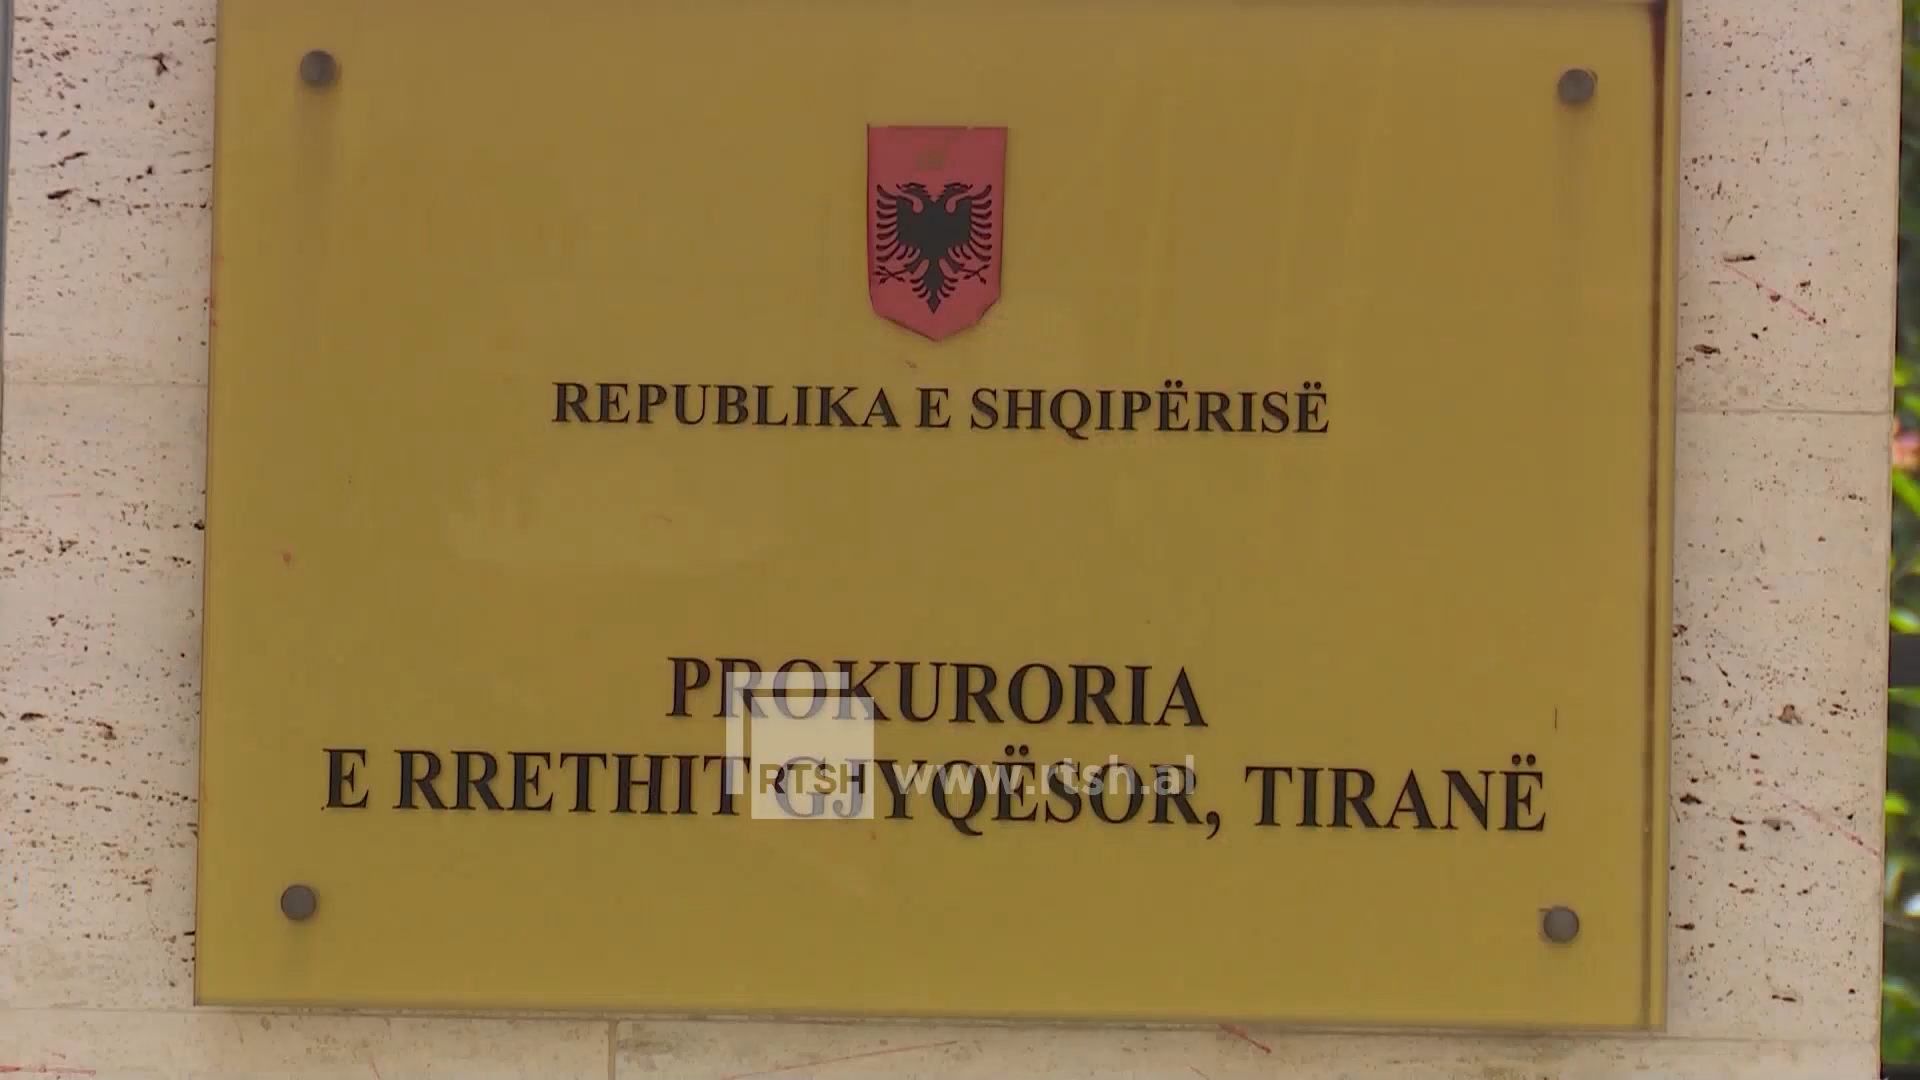 REPUBLIKA E SHQIPËRISË
PROKURORIA
E RRETHIT GJYQËSOR, TIRANË
RTSH www.rtsh.al